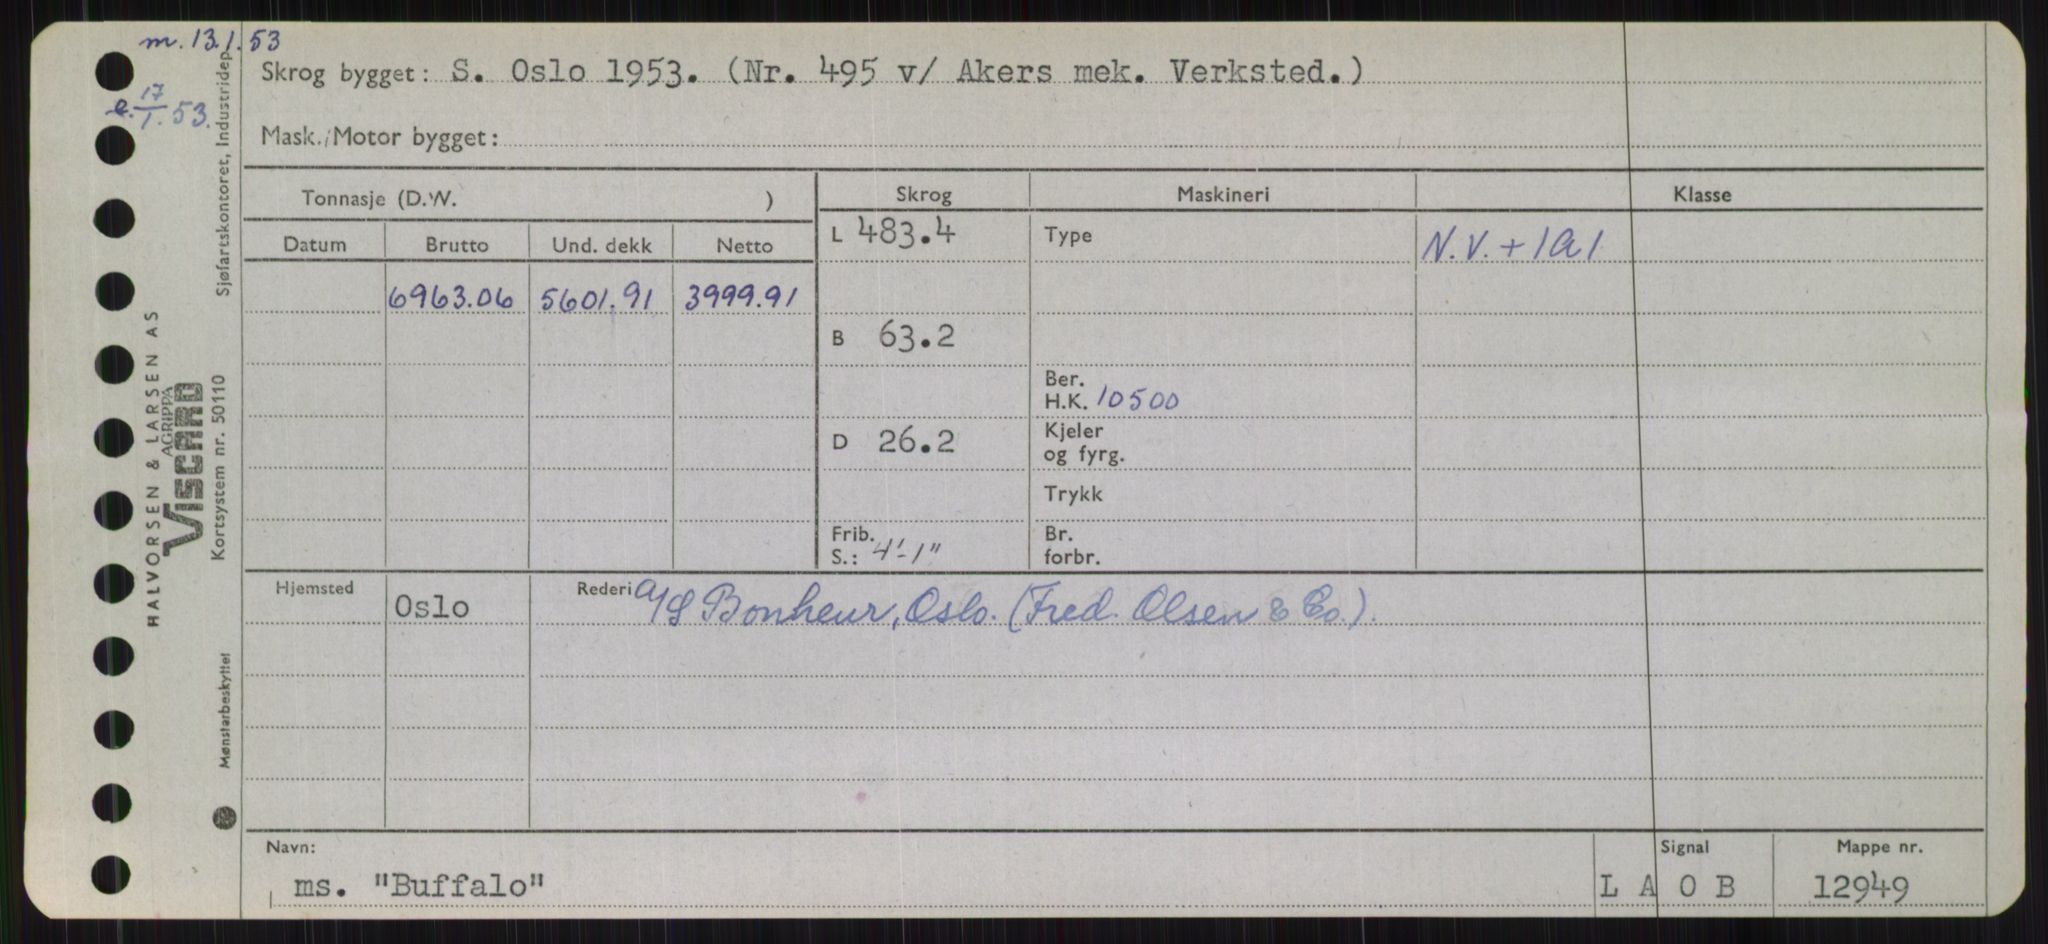 m. 13.1.53
e. 17/1.53.
Skrog bygget: S. Oslo 1953. (Nr. 495 v/ Akers mek. Verksted.)
Mask./Motor bygget:
Tonnasje (D.W. )
Skrog Maskineri Klasse
Datum Brutto Und. dekk Netto
L 483.4 Type N.V. + 1A1
6963.06 5601.91 3999.91
B 63.2
Ber.
H.K. 10500
D 26.2
Kjeler
og fyrg.
Trykk
Frib.
S.: 4'-1"
Br.
forbr.
Hjemsted Oslo Rederi A/S Bonheur, Oslo. (Fred. Olsen & Co.).
Navn: Signal Mappe nr.
ms. "Buffalo" L A O B 12949
HALVORSEN & LARSEN AS
AGRIPPA
VISCARD
Sjøfartskontoret, Industridep.
Kortsystem nr. 50110
Mønsterbeskyttet